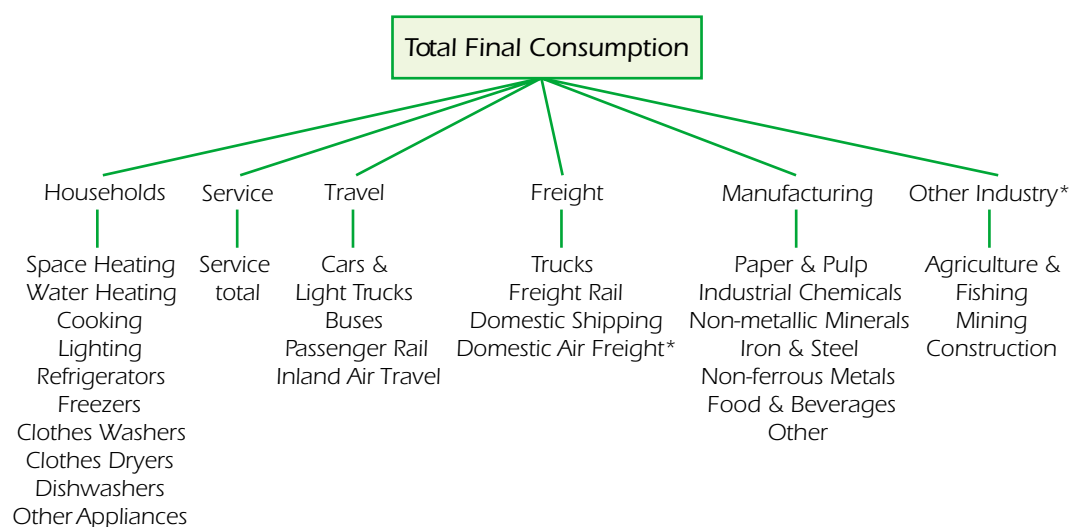 Total Final Consumption
Households
Service
Travel
Freight
Manufacturing
Other Industry*
Space Heating
Water Heating
Cooking
Lighting
Refrigerators
Freezers
Clothes Washers
Clothes Dryers
Dishwashers
Other Appliances
Service
total
Cars &
Light Trucks
Buses
Passenger Rail
Inland Air Travel
Trucks
Freight Rail
Domestic Shipping
Domestic Air Freight*
Paper & Pulp
Industrial Chemicals
Non-metallic Minerals
Iron & Steel
Non-ferrous Metals
Food & Beverages
Other
Agriculture &
Fishing
Mining
Construction